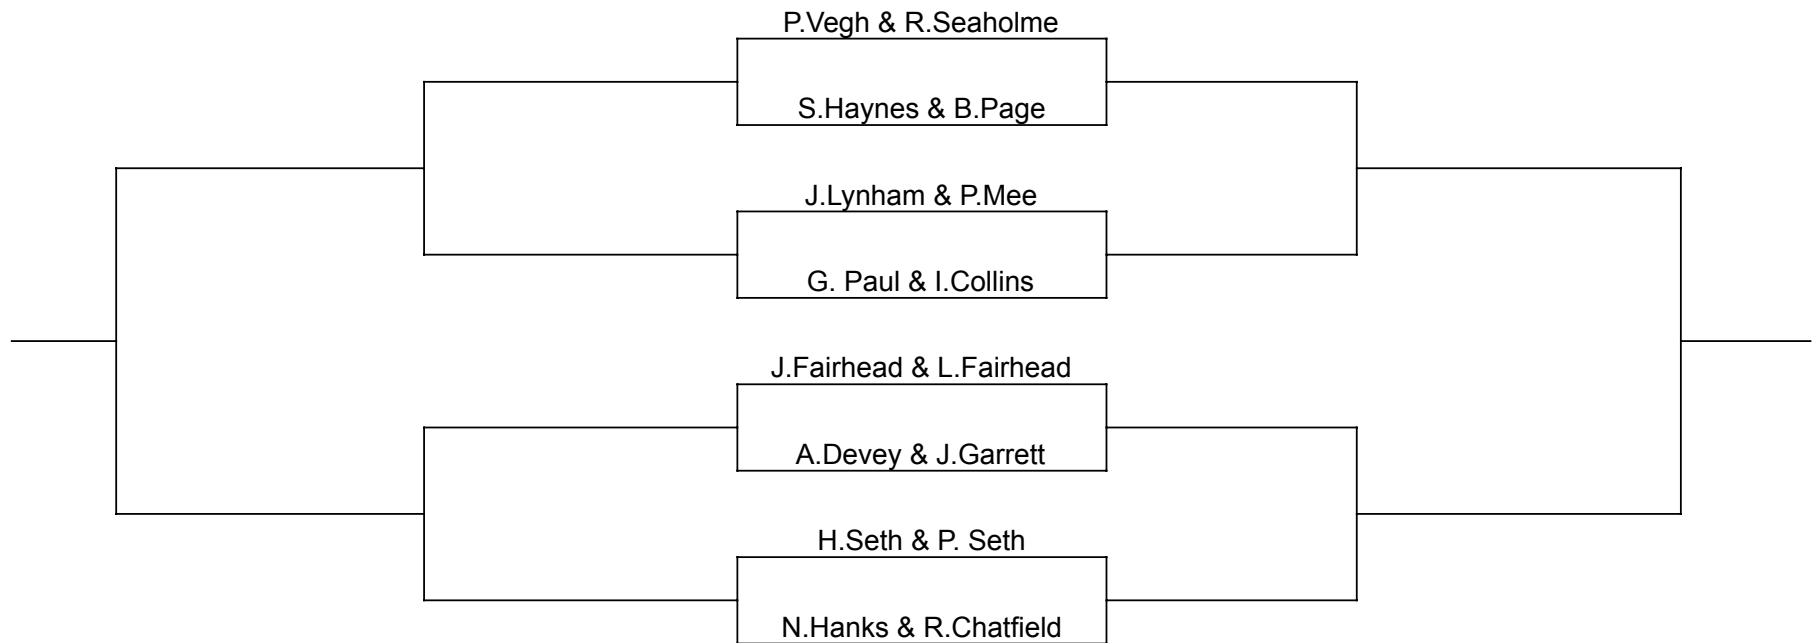 P.Vegh & R.Seaholme
S.Haynes & B.Page
J.Lynham & P.Mee
G. Paul & I.Collins
J.Fairhead & L.Fairhead
A.Devey & J.Garrett
H.Seth & P. Seth
N.Hanks & R.Chatfield